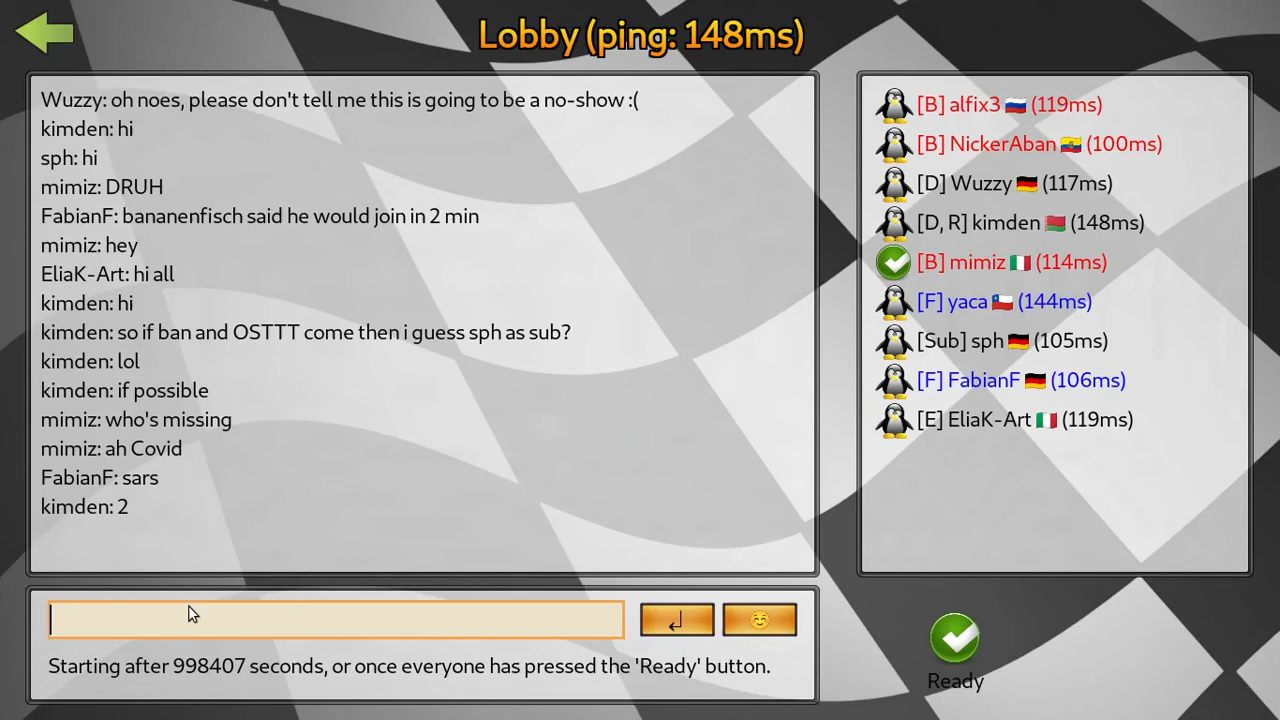 Lobby (ping: 148ms)
Wuzzy: oh noes, please don't tell me this is going to be a no-show :(
kimden: hi
sph: hi
mimiz: DRUH
FabianF: bananenfisch said he would join in 2 min
mimiz: hey
EliaK-Art: hi all
kimden: hi
kimden: so if ban and OSTTT come then i guess sph as sub?
kimden: lol
kimden: if possible
mimiz: who's missing
mimiz: ah Covid
FabianF: sars
kimden: 2
[B] alfix3 🇷🇺 (119ms)
[B] NickerAban 🇪🇨 (100ms)
[D] Wuzzy 🇩🇪 (117ms)
[D, R] kimden 🇧🇾 (148ms)
[B] mimiz 🇮🇹 (114ms)
[F] yaca 🇨🇱 (144ms)
[Sub] sph 🇩🇪 (105ms)
[F] FabianF 🇩🇪 (106ms)
[E] EliaK-Art 🇮🇹 (119ms)
Starting after 998407 seconds, or once everyone has pressed the 'Ready' button.
Ready